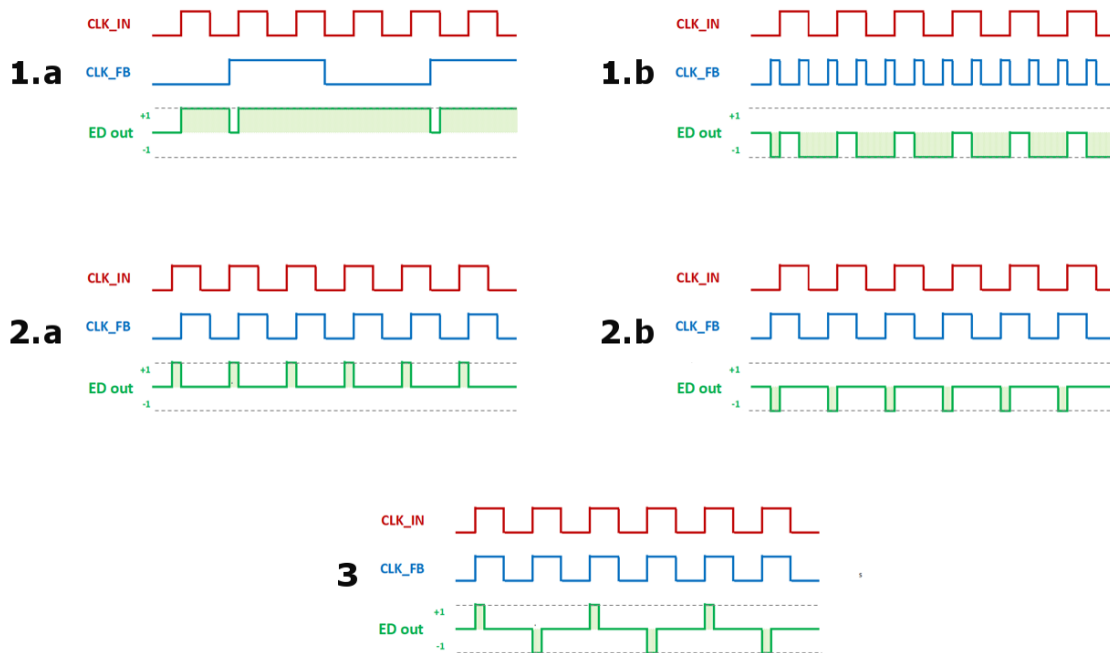 CLK_IN
1.a
CLK_FB
+1
ED out
-1
CLK_IN
1.b
CLK_FB
+1
ED out
-1
CLK_IN
2.a
CLK_FB
+1
ED out
-1
CLK_IN
2.b
CLK_FB
+1
ED out
-1
CLK_IN
3
CLK_FB
s
+1
ED out
-1